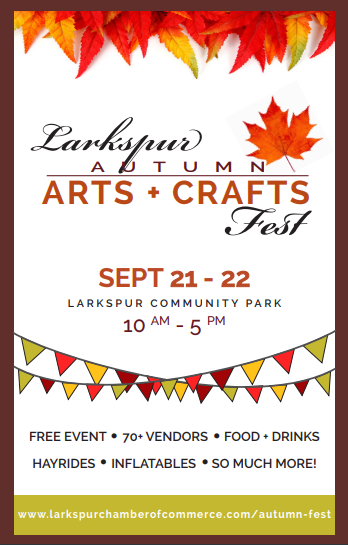 Larkspur
AUTUMN
ARTS + CRAFTS
Fest
SEPT 21 - 22
LARKSPUR COMMUNITY PARK
10 AM - 5 PM
FREE EVENT • 70+ VENDORS • FOOD + DRINKS
HAYRIDES • INFLATABLES • SO MUCH MORE!
www.larkspurchamberofcommerce.com/autumn-fest